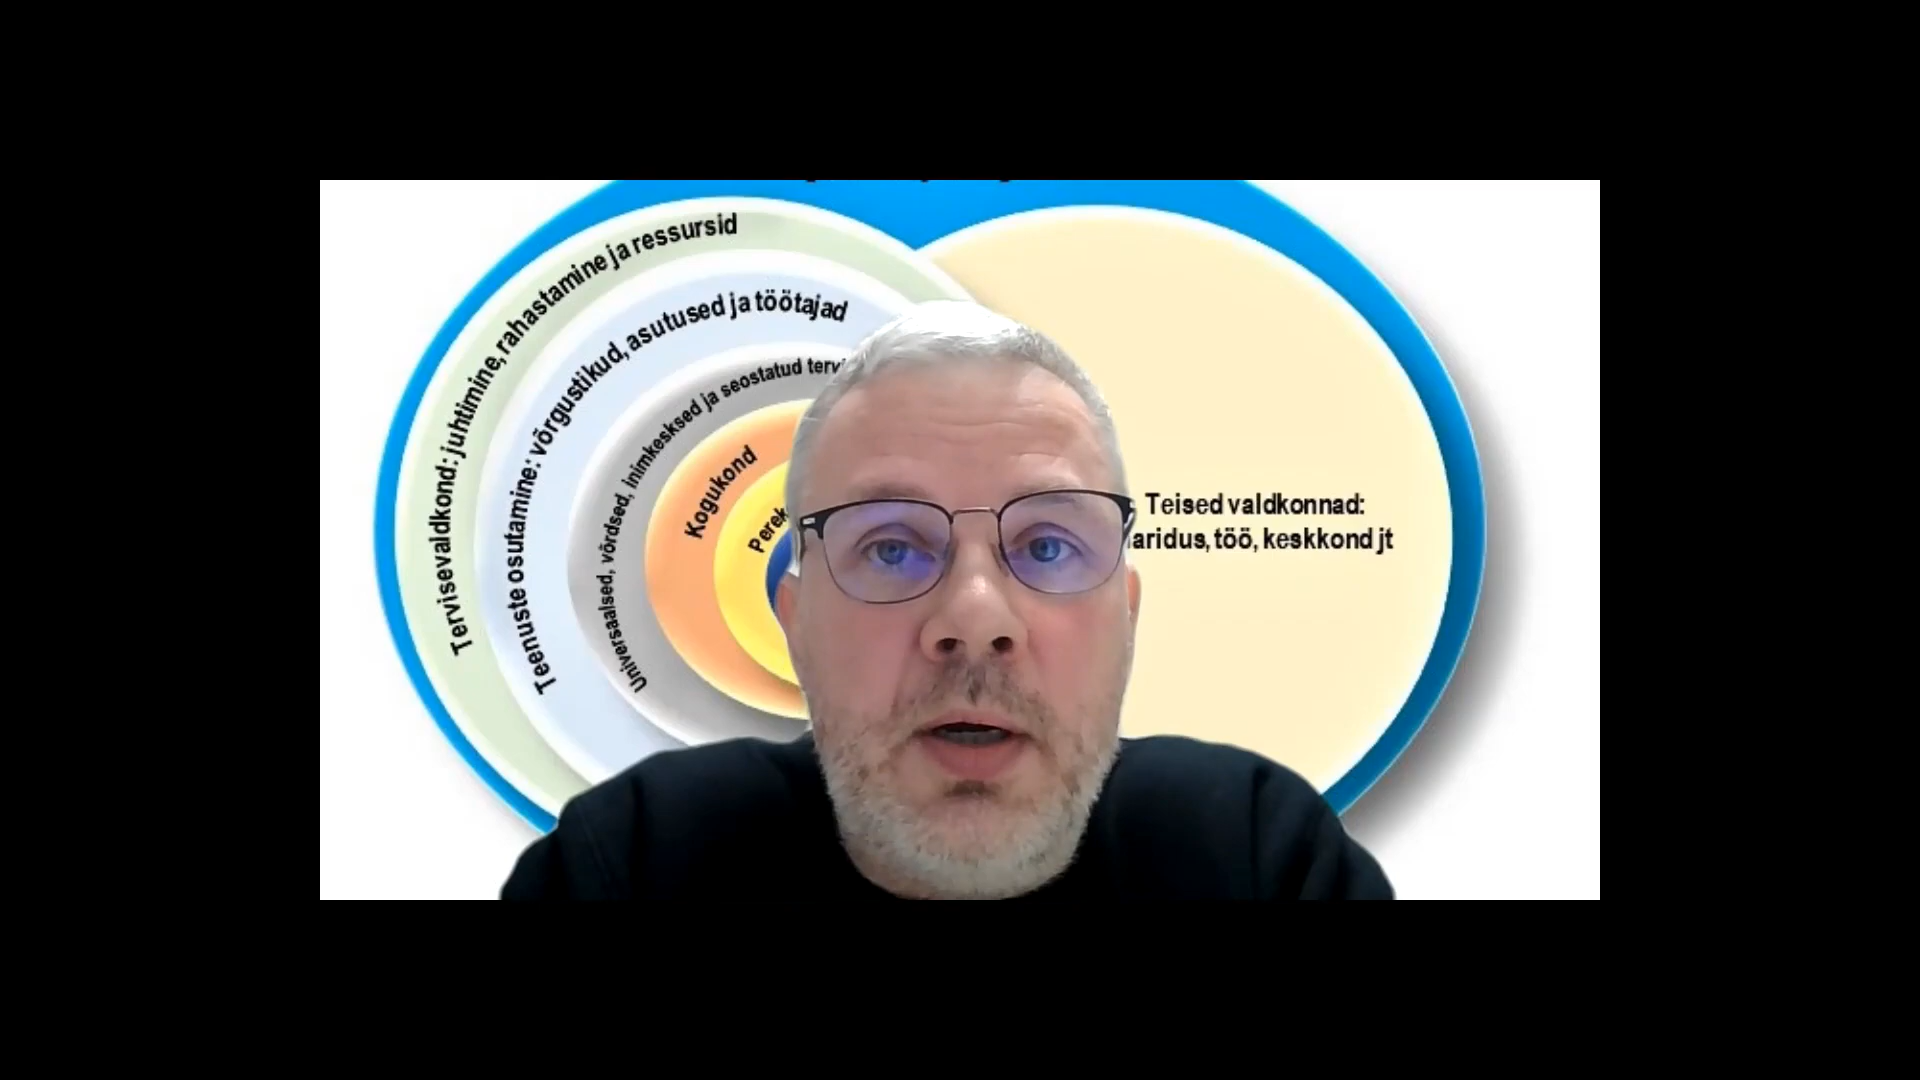 Tervisevaldkond: juhtimine, rahastamine ja ressursid
Teenuste osutamine: võrgustikud, asutused ja töötajad
Universaalsed, võrdsed, inimkesksed ja seostatud
Kogukond
Teised valdkonnad:
töö, keskkond jt